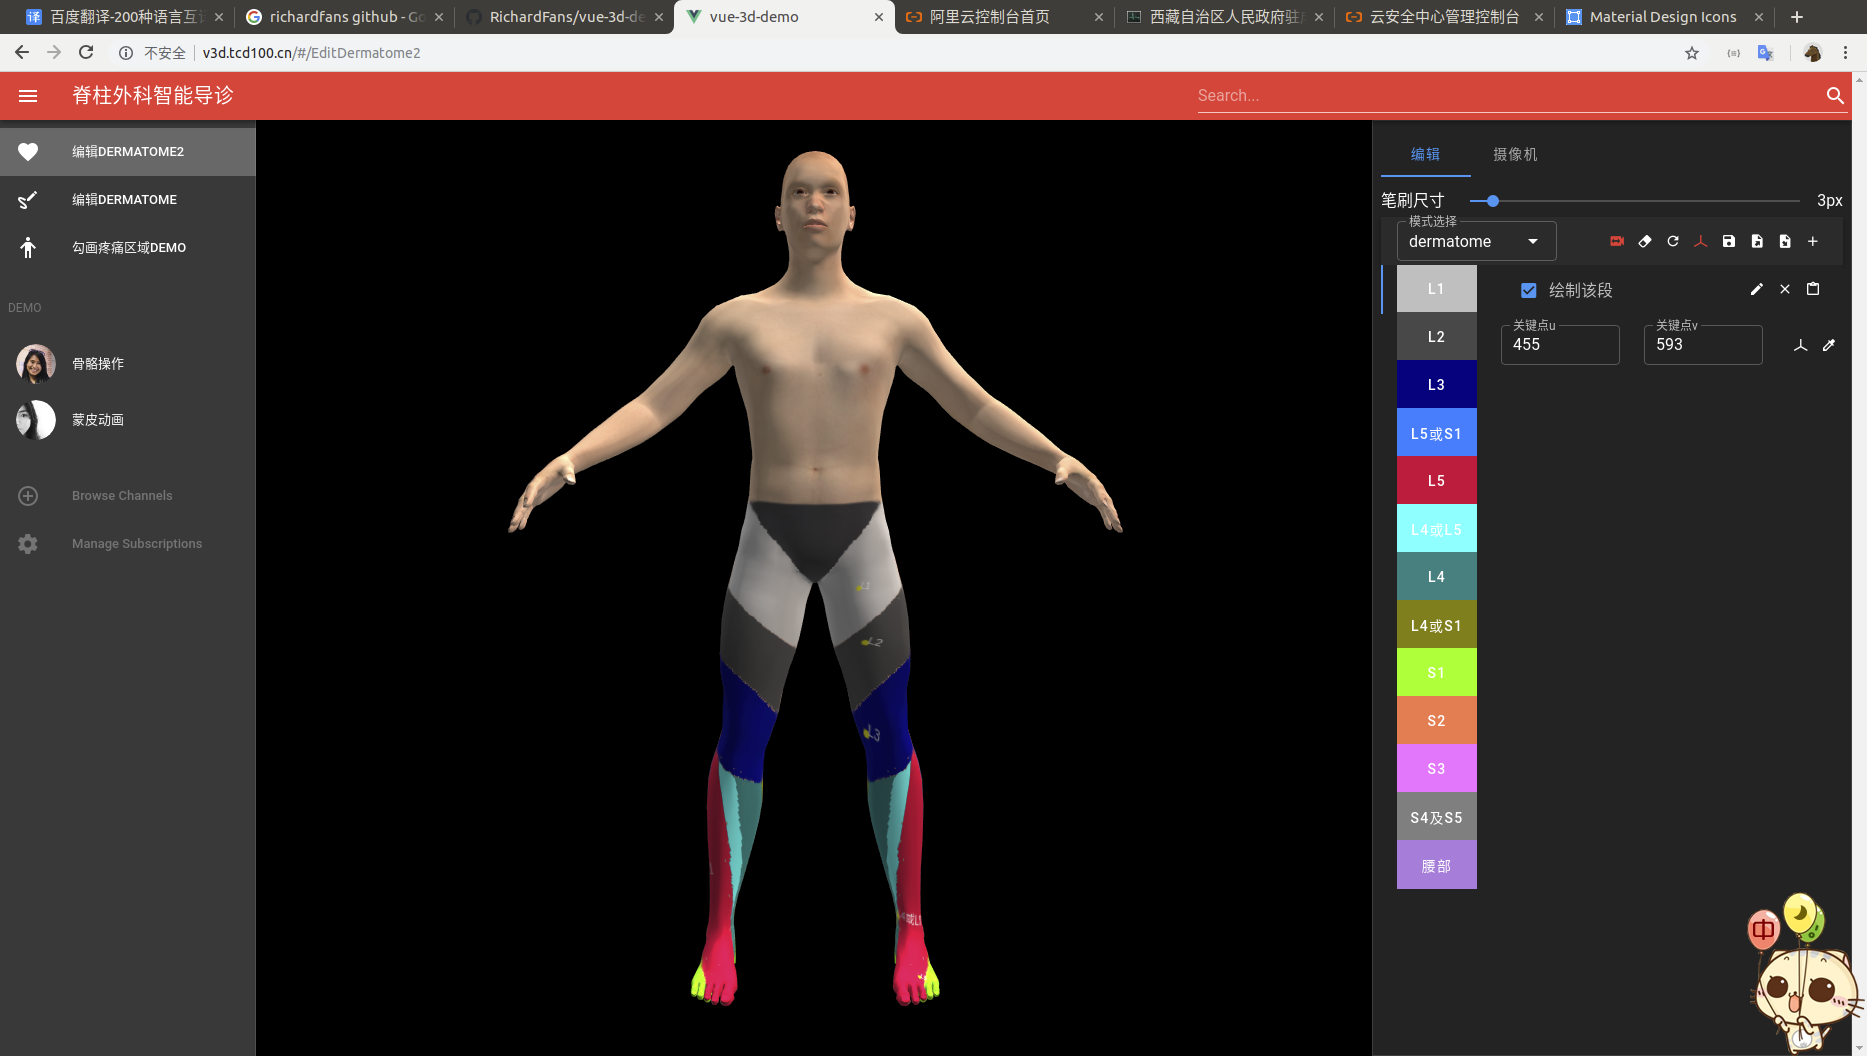 百度翻译-200种语言互
richardfans github - Go
RichardFans/vue-3d-de
vue-3d-demo
阿里云控制台首页
西藏自治区人民政府驻
云安全中心管理控制台
Material Design Icons
不安全
v3d.tcd100.cn/#/EditDermatome2
脊柱外科智能导诊
Search...
编辑DERMATOME2
编辑DERMATOME
勾画疼痛区域DEMO
DEMO
骨骼操作
蒙皮动画
Browse Channels
Manage Subscriptions
L1
L2
L3
编辑
摄像机
笔刷尺寸
3px
模式选择
dermatome
L1
绘制该段
关键点u
455
关键点v
593
L2
L3
L5或S1
L5
L4或L5
L4
L4或S1
S1
S2
S3
S4及S5
腰部
中